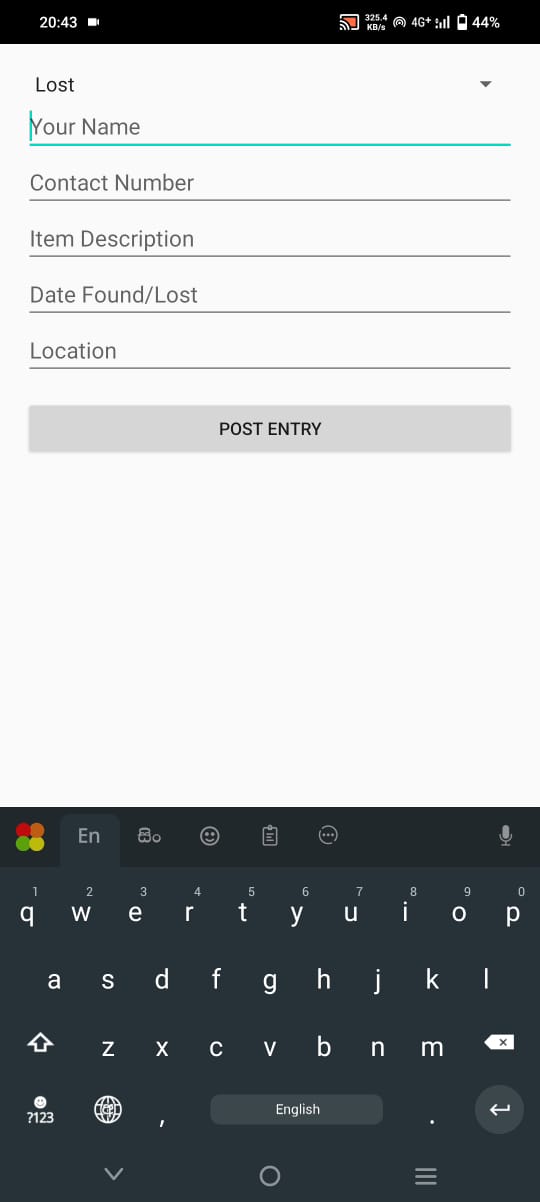 20:43 325.4 KB/s 4G+ 44%
Lost
Your Name
Contact Number
Item Description
Date Found/Lost
Location
POST ENTRY
En සිං
1 2 3 4 5 6 7 8 9 0
q w e r t y u i o p
a s d f g h j k l
z x c v b n m
?123 , English .